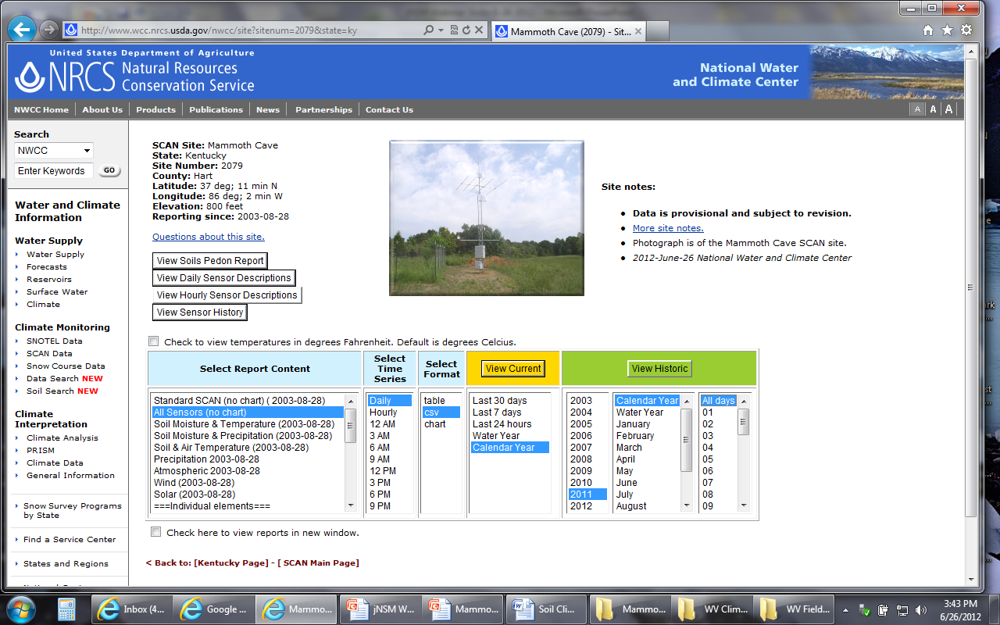 http://www.wcc.nrcs.usda.gov/nwcc/site?sitenum=2079&state=ky
Mammoth Cave (2079) - Sit...
United States Department of Agriculture
NRCS Natural Resources Conservation Service
National Water and Climate Center
NWCC Home About Us Products Publications News Partnerships Contact Us
A A A
Search
NWCC
Enter Keywords GO
Water and Climate
Information
Water Supply
Water Supply
Forecasts
Reservoirs
Surface Water
Climate
Climate Monitoring
SNOTEL Data
SCAN Data
Snow Course Data
Data Search NEW
Soil Search NEW
Climate
Interpretation
Climate Analysis
PRISM
Climate Data
General Information
Snow Survey Programs
by State
Find a Service Center
States and Regions
SCAN Site: Mammoth Cave
State: Kentucky
Site Number: 2079
County: Hart
Latitude: 37 deg; 11 min N
Longitude: 86 deg; 2 min W
Elevation: 800 feet
Reporting since: 2003-08-28
Questions about this site.
View Soils Pedon Report
View Daily Sensor Descriptions
View Hourly Sensor Descriptions
View Sensor History
Site notes:
• Data is provisional and subject to revision.
• More site notes.
• Photograph is of the Mammoth Cave SCAN site.
• 2012-June-26 National Water and Climate Center
Check to view temperatures in degrees Fahrenheit. Default is degrees Celcius.
Select Report Content
Select
Time
Series
Select
Format
View Current
View Historic
Standard SCAN (no chart) ( 2003-08-28)
All Sensors (no chart)
Soil Moisture & Temperature (2003-08-28)
Soil Moisture & Precipitation (2003-08-28)
Soil & Air Temperature (2003-08-28)
Precipitation 2003-08-28
Atmospheric 2003-08-28
Wind (2003-08-28)
Solar (2003-08-28)
===Individual elements===
Daily
Hourly
12 AM
3 AM
6 AM
9 AM
12 PM
3 PM
6 PM
9 PM
table
csv
chart
Last 30 days
Last 7 days
Last 24 hours
Water Year
Calendar Year
2003
2004
2005
2006
2007
2008
2009
2010
2011
2012
Calendar Year
Water Year
January
February
March
April
May
June
July
August
All days
01
02
03
04
05
06
07
08
09
Check here to view reports in new window.
< Back to: [Kentucky Page] - [ SCAN Main Page]
Inbox (4...
Google ...
Mammo...
jNSM W...
Mammo...
Soil Cli...
Mammo...
WV Clim...
WV Field...
3:43 PM
6/26/2012